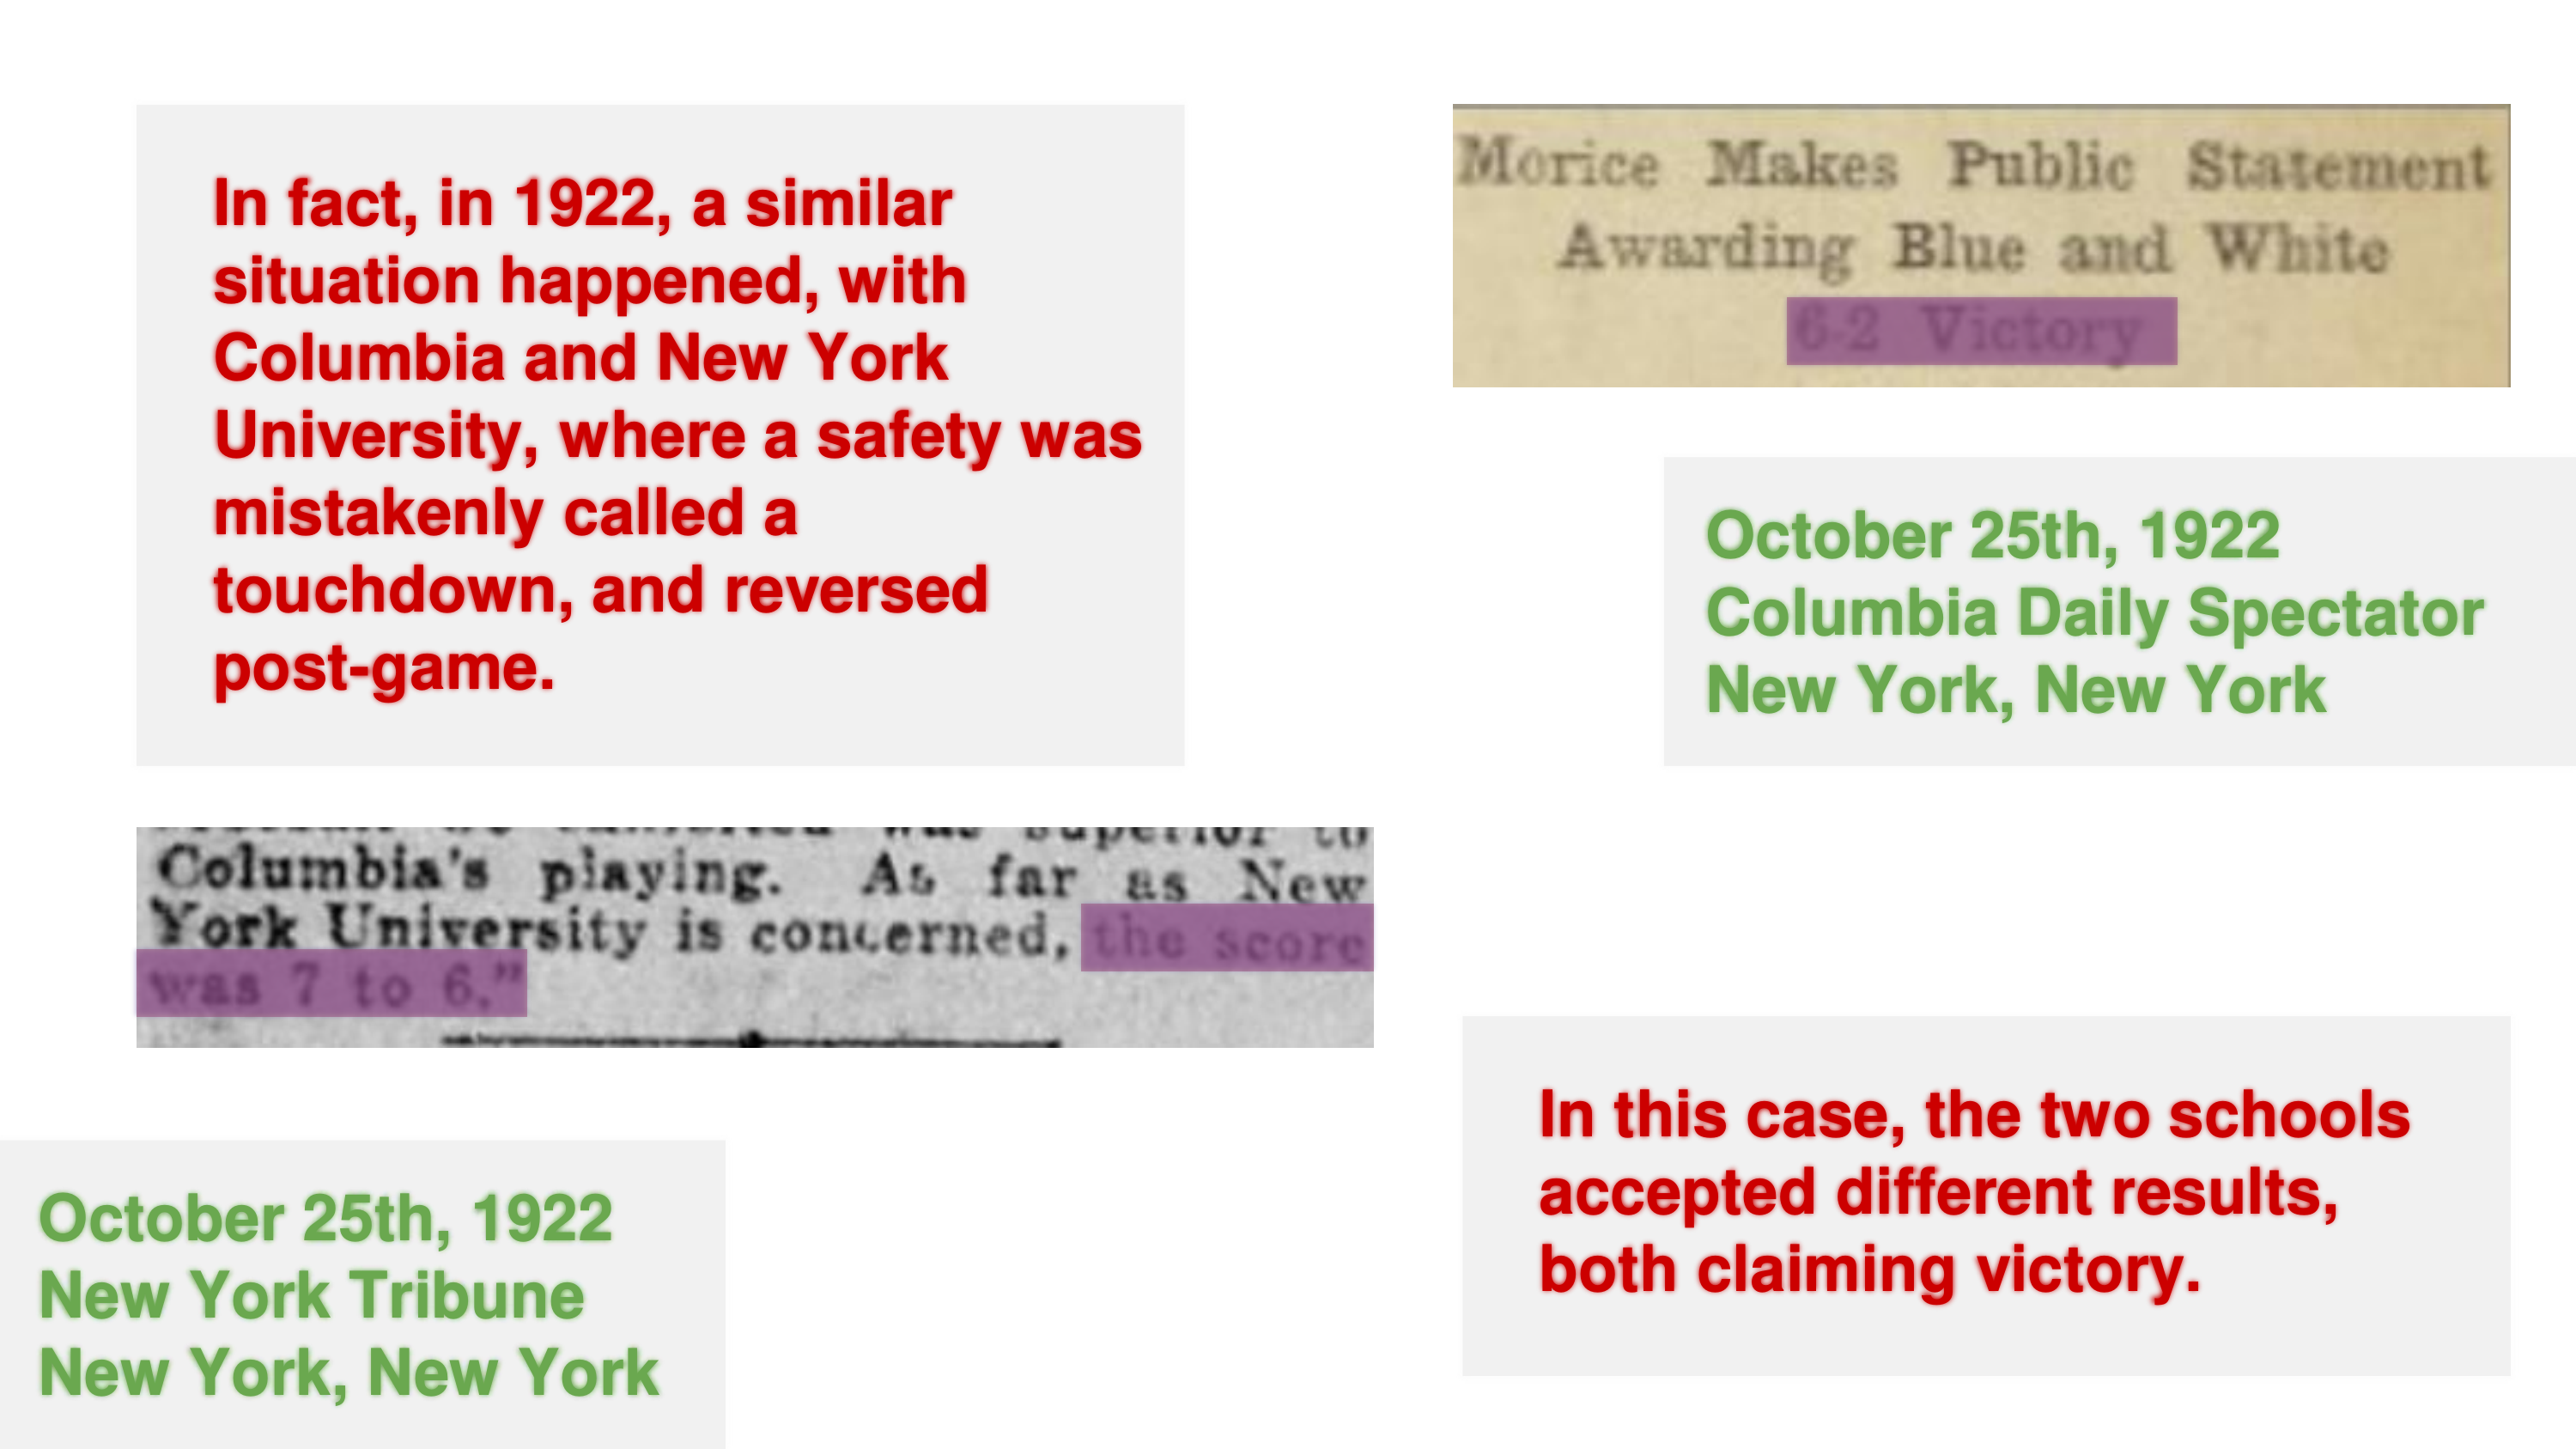 In fact, in 1922, a similar
situation happened, with
Columbia and New York
University, where a safety was
mistakenly called a
touchdown, and reversed
post-game.
Morice Makes Public Statement
Awarding Blue and White
6-2 Victory
October 25th, 1922
Columbia Daily Spectator
New York, New York
was superior to
Columbia's playing. As far as New
York University is concerned, the score
was 7 to 6."
October 25th, 1922
New York Tribune
New York, New York
In this case, the two schools
accepted different results,
both claiming victory.